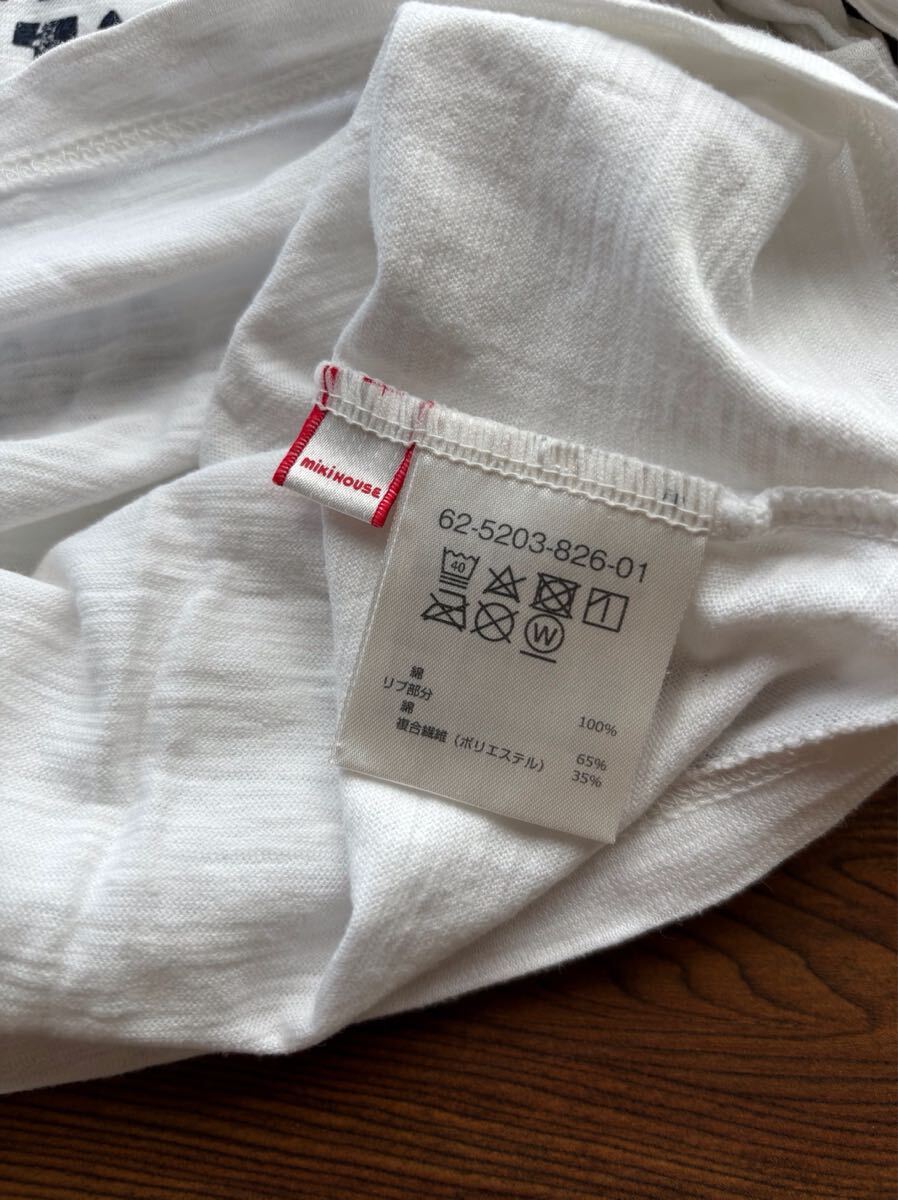 mikiHOUSE
62-5203-826-01
40
W
綿 100%
リブ部分
綿 65%
複合繊維（ポリエステル） 35%